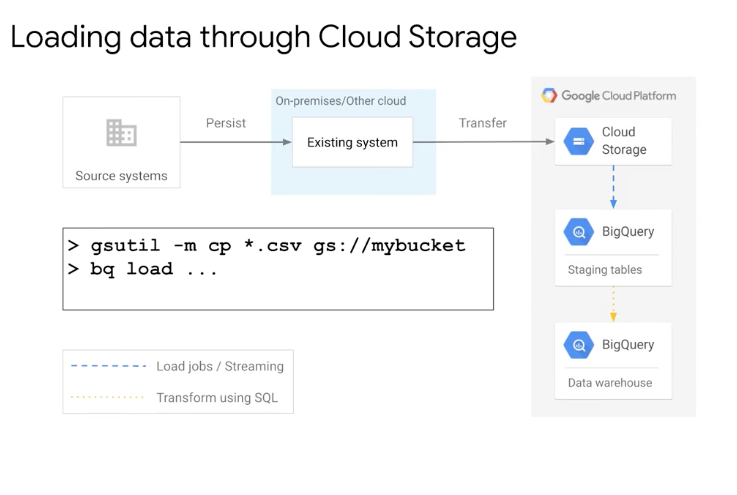 Loading data through Cloud Storage
On-premises/Other cloud
Google Cloud Platform
Source systems
Persist
Existing system
Transfer
Cloud
Storage
BigQuery
Staging tables
BigQuery
Data warehouse
> gsutil -m cp *.csv gs://mybucket
> bq load ...
Load jobs / Streaming
Transform using SQL